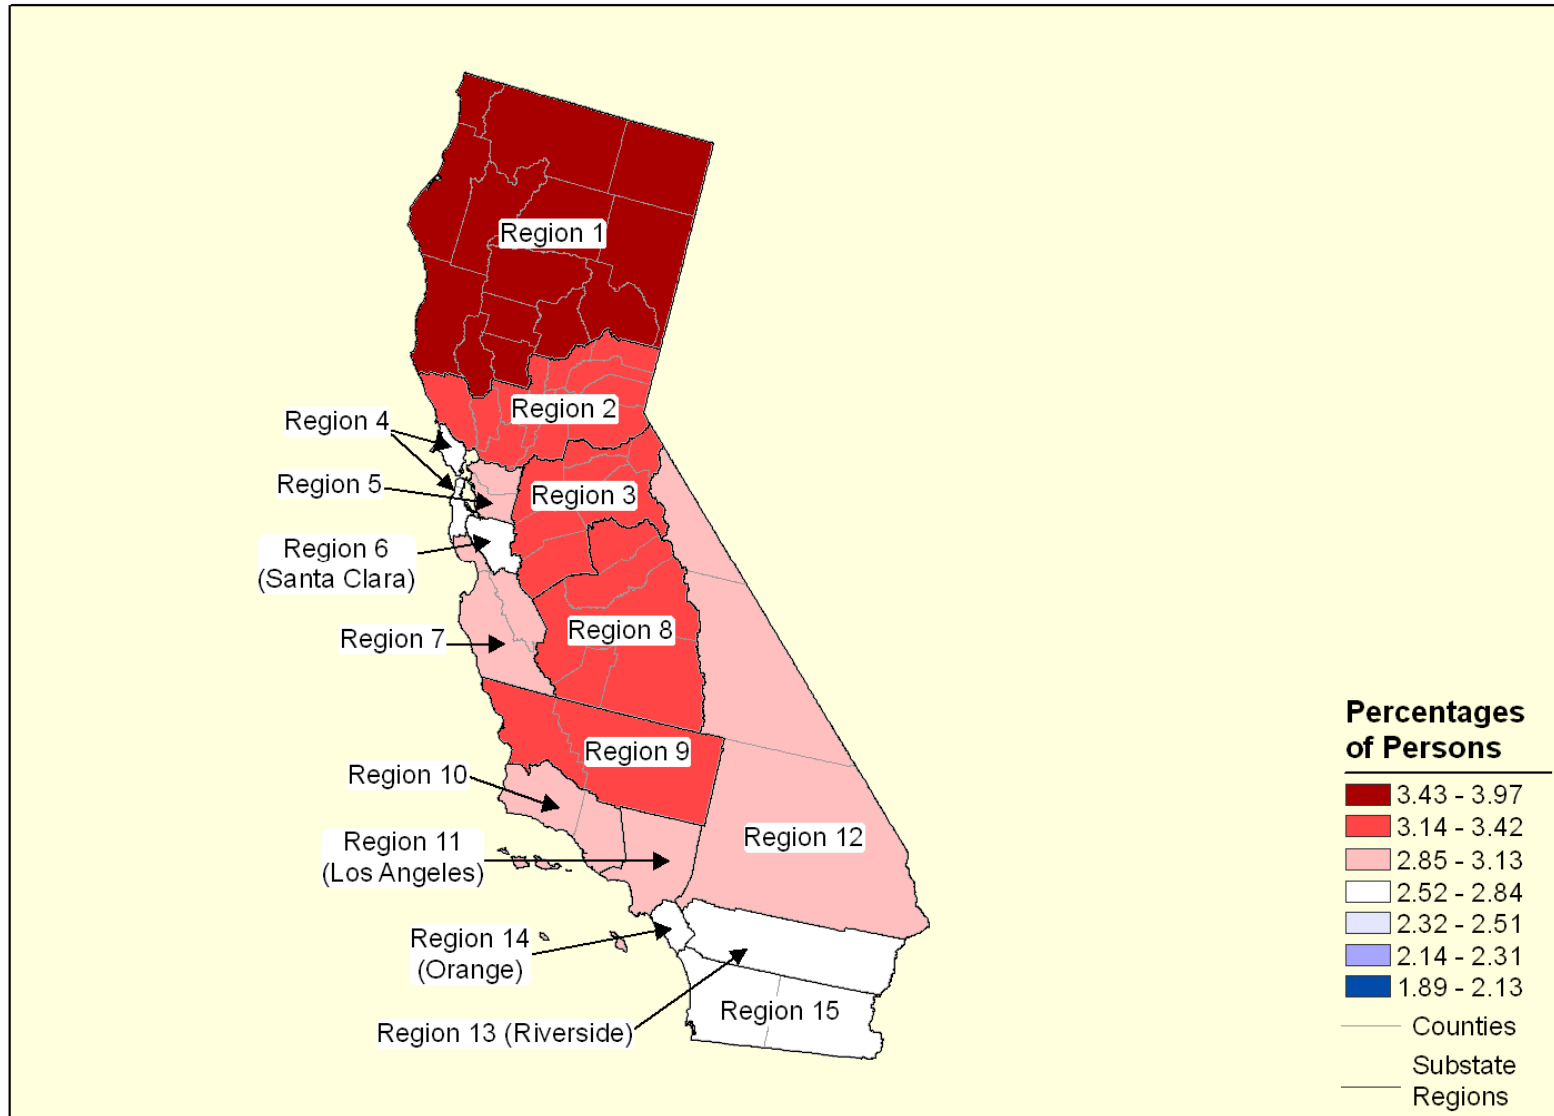 Region 1
Region 2
Region 4
Region 5
Region 3
Region 6
(Santa Clara)
Region 7
Region 8
Region 9
Region 10
Region 11
(Los Angeles)
Region 12
Region 14
(Orange)
Region 15
Region 13 (Riverside)
Percentages
of Persons
3.43 - 3.97
3.14 - 3.42
2.85 - 3.13
2.52 - 2.84
2.32 - 2.51
2.14 - 2.31
1.89 - 2.13
Counties
Substate
Regions